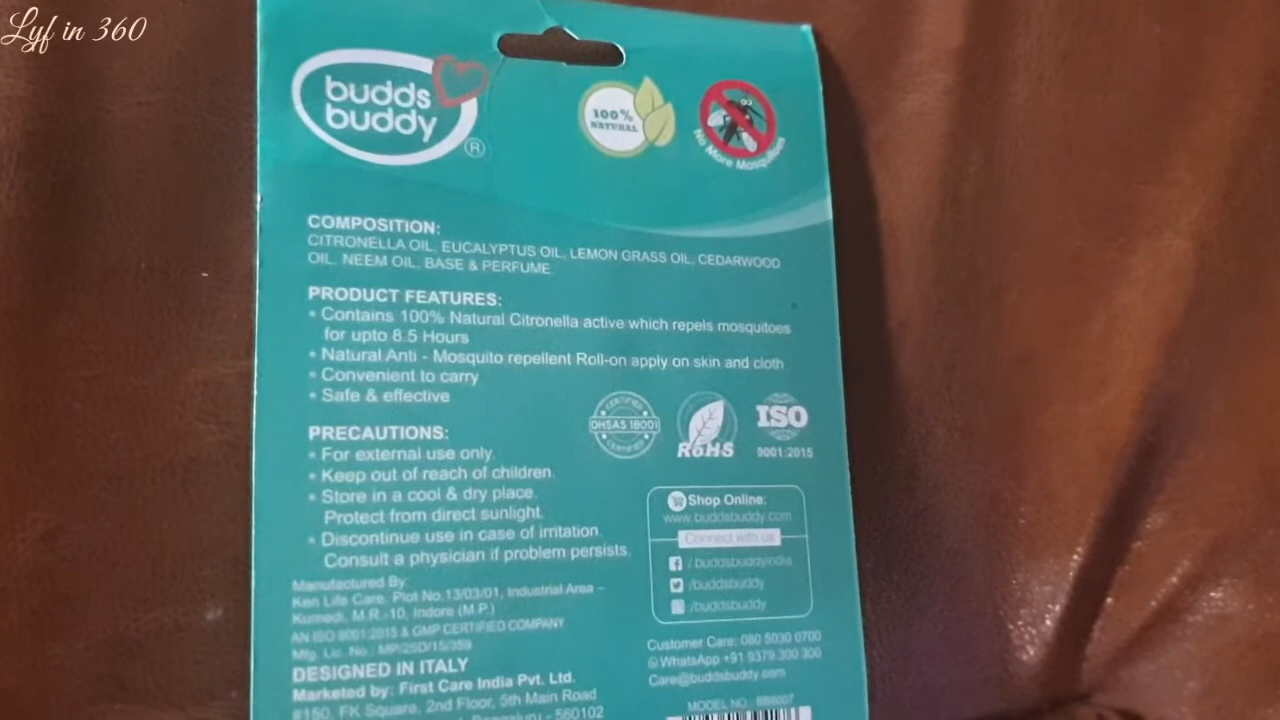 Lyf in 360
budds
buddy
®
100%
NATURAL
No More Mosquitoes
COMPOSITION:
CITRONELLA OIL, EUCALYPTUS OIL, LEMON GRASS OIL, CEDARWOOD
OIL, NEEM OIL, BASE & PERFUME
PRODUCT FEATURES:
• Contains 100% Natural Citronella active which repels mosquitoes
for upto 8.5 Hours
• Natural Anti - Mosquito repellent Roll-on apply on skin and cloth
• Convenient to carry
• Safe & effective
CERTIFIED
OHSAS 18001
CERTIFIED
RoHS
ISO
9001:2015
PRECAUTIONS:
• For external use only.
• Keep out of reach of children.
• Store in a cool & dry place.
Protect from direct sunlight.
• Discontinue use in case of irritation.
Consult a physician if problem persists.
Shop Online:
www.buddsbuddy.com
Connect with us
/ buddsbuddyindia
/buddsbuddy
/buddsbuddy
Manufactured By:
Ken Life Care, Plot No.13/03/01, Industrial Area –
Kumedi, M.R.-10, Indore (M.P.)
AN ISO 9001:2015 & GMP CERTIFIED COMPANY
Mfg. Lic. No.: MP/25D/15/359
DESIGNED IN ITALY
Marketed by: First Care India Pvt. Ltd.
#150, FK Square, 2nd Floor, 5th Main Road
Bengaluru - 560102
Customer Care: 080 5030 0700
WhatsApp +91 9379 300 300
Care@buddsbuddy.com
MODEL NO: BB6007